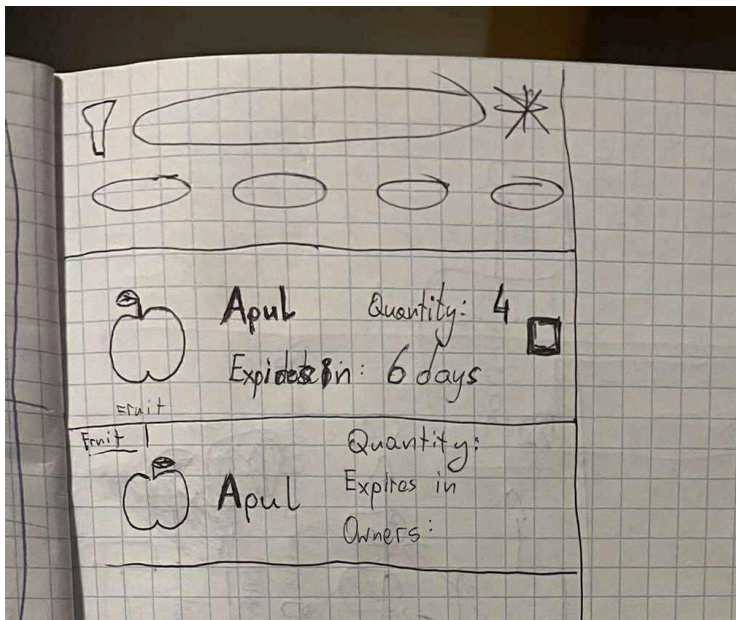 Apul Quantity: 4
Expires in: 6 days
Fruit
Fruit
Quantity:
Apul
Expires in
Owners: